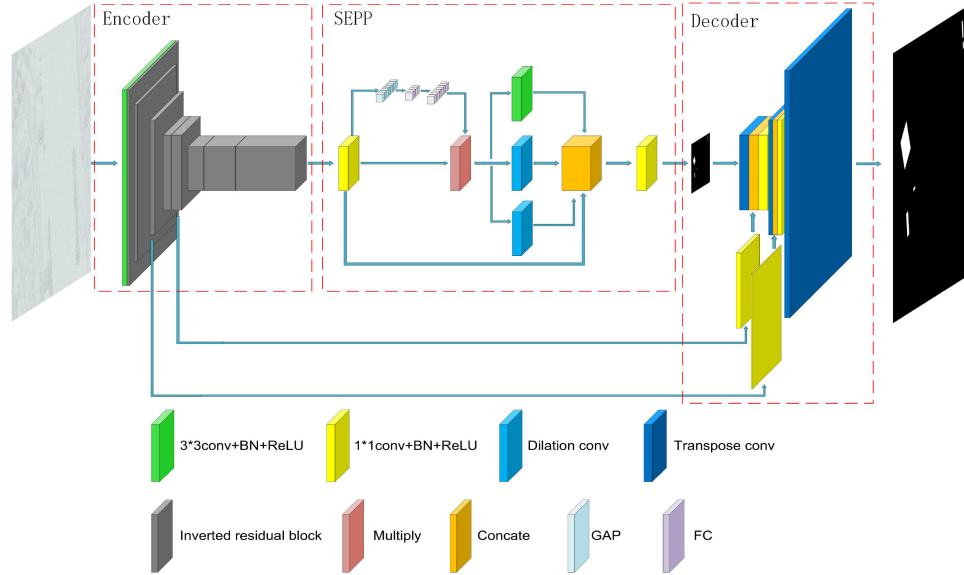 Encoder
SEPP
Decoder
3*3conv+BN+ReLU
1*1conv+BN+ReLU
Dilation conv
Transpose conv
Inverted residual block
Multiply
Concate
GAP
FC